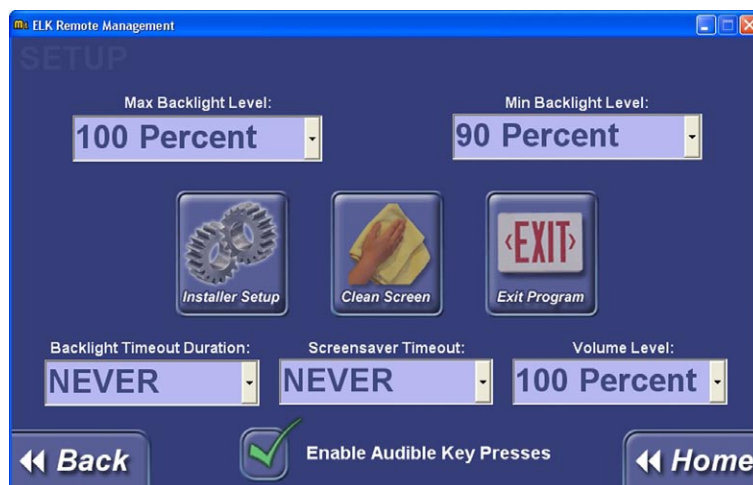 ELK Remote Management
SETUP
Max Backlight Level:
Min Backlight Level:
100 Percent
90 Percent
‹EXIT›
Installer Setup
Clean Screen
Exit Program
Backlight Timeout Duration:
Screensaver Timeout:
Volume Level:
NEVER
NEVER
100 Percent
Back
Enable Audible Key Presses
Home